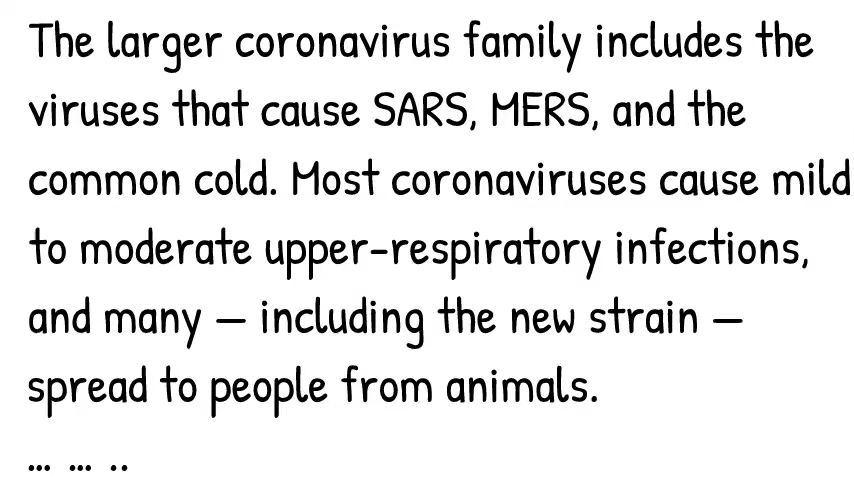 The larger coronavirus family includes the
viruses that cause SARS, MERS, and the
common cold. Most coronaviruses cause mild
to moderate upper-respiratory infections,
and many — including the new strain —
spread to people from animals.
… … ..